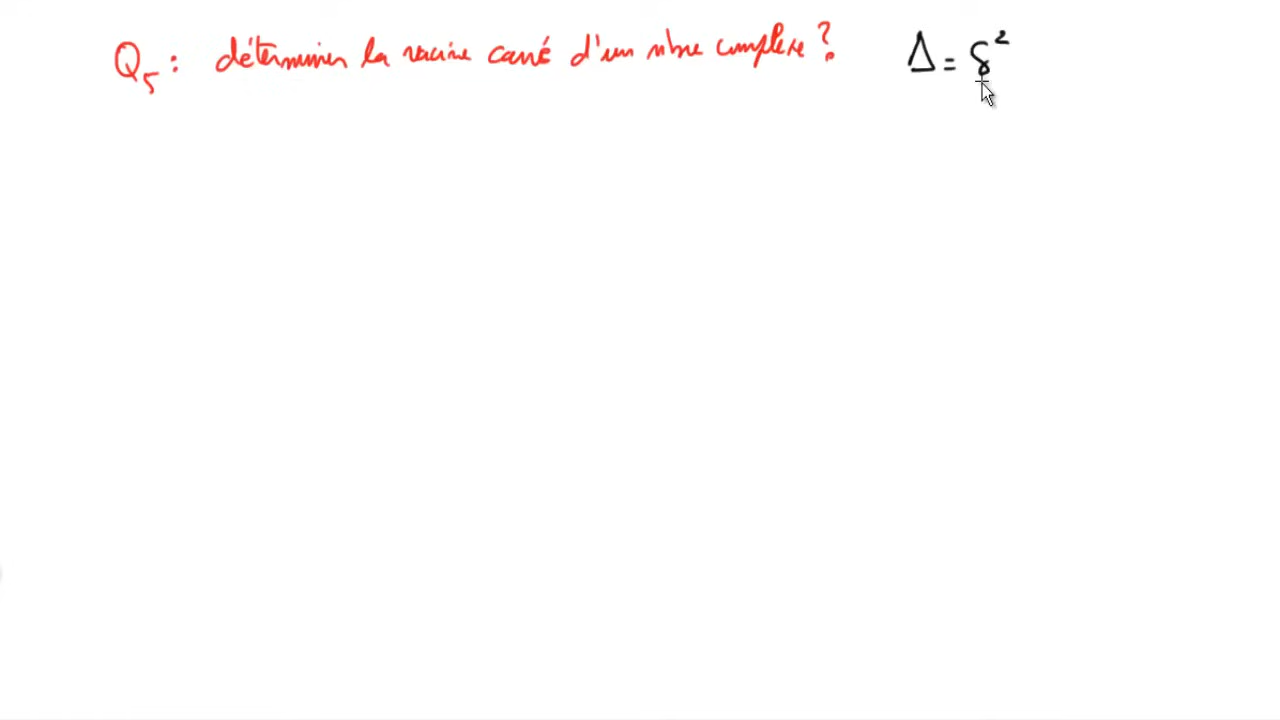 Q5 : déterminer la racine carré d'un nbre complexe ? Δ = δ²